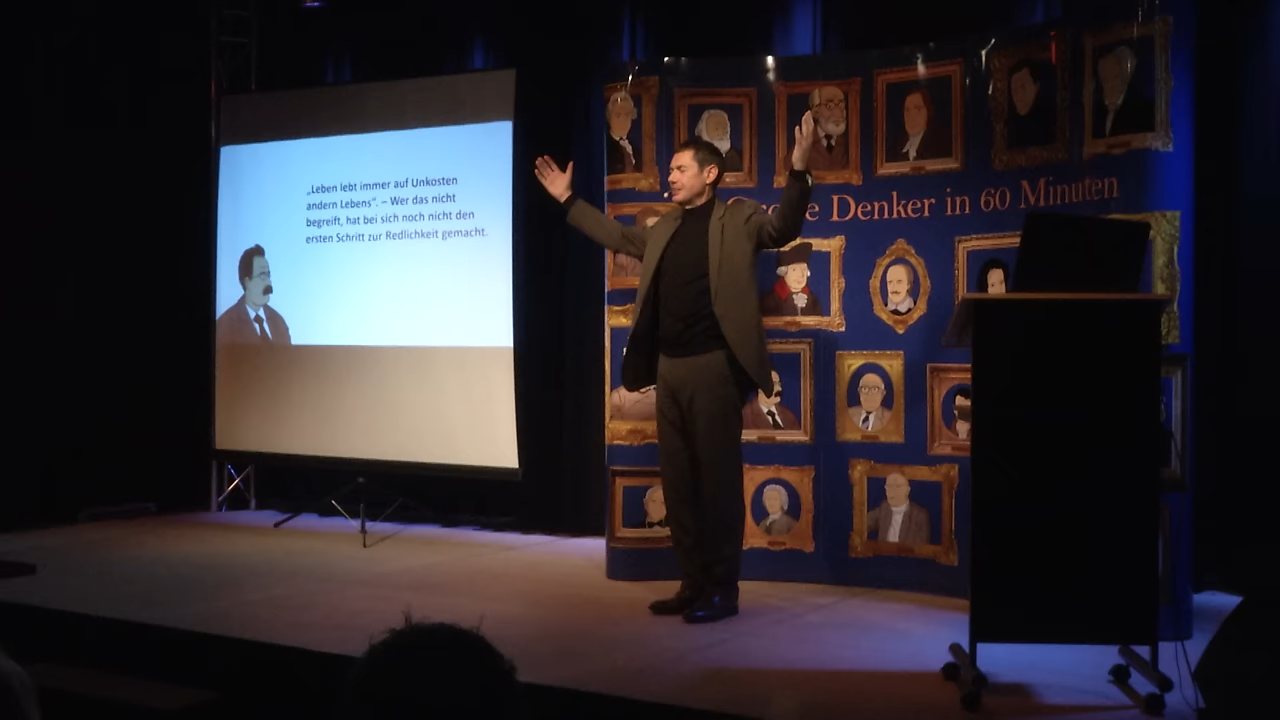 „Leben lebt immer auf Unkosten
andern Lebens“. – Wer das nicht
begreift, hat bei sich noch nicht den
ersten Schritt zur Redlichkeit gemacht.
Denker in 60 Minuten